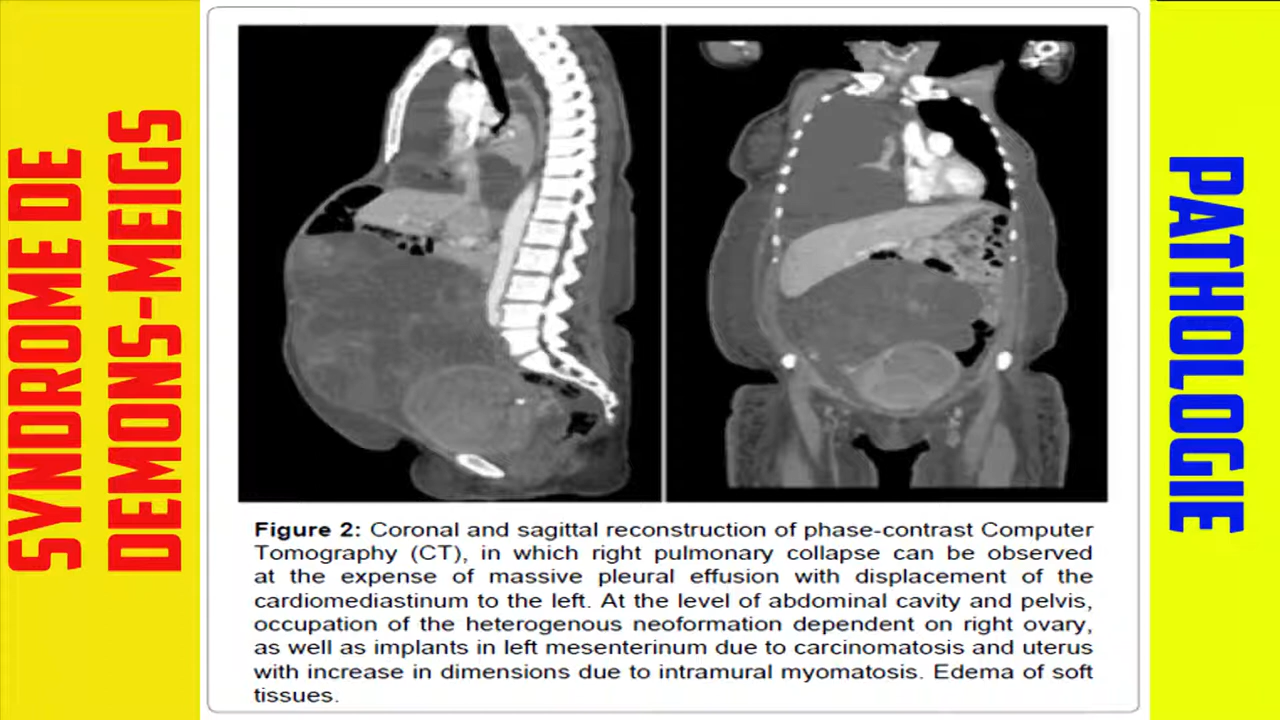 SYNDROME DE
DEMONS-MEIGS
Figure 2: Coronal and sagittal reconstruction of phase-contrast Computer
Tomography (CT), in which right pulmonary collapse can be observed
at the expense of massive pleural effusion with displacement of the
cardiomediastinum to the left. At the level of abdominal cavity and pelvis,
occupation of the heterogenous neoformation dependent on right ovary,
as well as implants in left mesenterinum due to carcinomatosis and uterus
with increase in dimensions due to intramural myomatosis. Edema of soft
tissues.
PATHOLOGIE